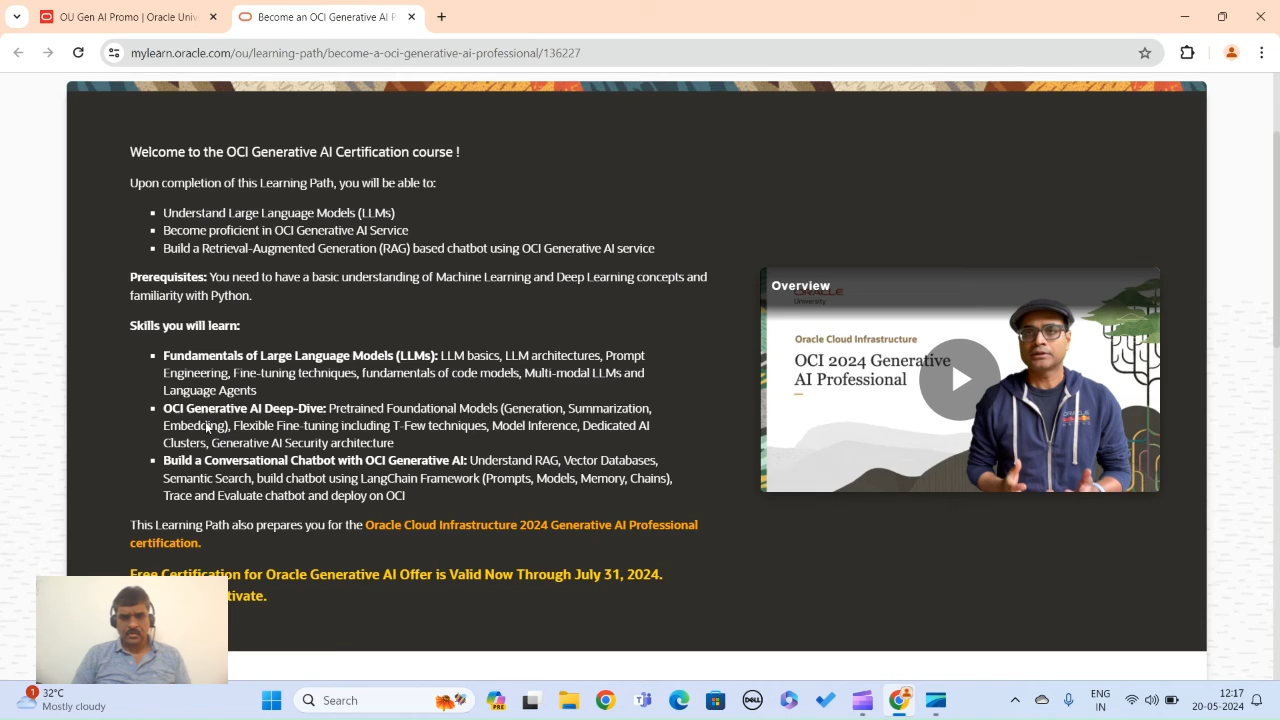 OU Gen AI Promo | Oracle Univ
Become an OCI Generative AI P
mylearn.oracle.com/ou/learning-path/become-a-oci-generative-ai-professional/136227
Welcome to the OCI Generative AI Certification course !
Upon completion of this Learning Path, you will be able to:
Understand Large Language Models (LLMs)
Become proficient in OCI Generative AI Service
Build a Retrieval-Augmented Generation (RAG) based chatbot using OCI Generative AI service
Prerequisites: You need to have a basic understanding of Machine Learning and Deep Learning concepts and
familiarity with Python.
Skills you will learn:
Fundamentals of Large Language Models (LLMs): LLM basics, LLM architectures, Prompt
Engineering, Fine-tuning techniques, fundamentals of code models, Multi-modal LLMs and
Language Agents
OCI Generative AI Deep-Dive: Pretrained Foundational Models (Generation, Summarization,
Embedding), Flexible Fine-tuning including T-Few techniques, Model Inference, Dedicated AI
Clusters, Generative AI Security architecture
Build a Conversational Chatbot with OCI Generative AI: Understand RAG, Vector Databases,
Semantic Search, build chatbot using LangChain Framework (Prompts, Models, Memory, Chains),
Trace and Evaluate chatbot and deploy on OCI
This Learning Path also prepares you for the Oracle Cloud Infrastructure 2024 Generative AI Professional
certification.
Free Certification for Oracle Generative AI Offer is Valid Now Through July 31, 2024.
tivate.
Overview
ORACLE
University
Oracle Cloud Infrastructure
OCI 2024 Generative
AI Professional
1
32°C
Mostly cloudy
Search
DELL
ENG
IN
12:17
20-05-2024